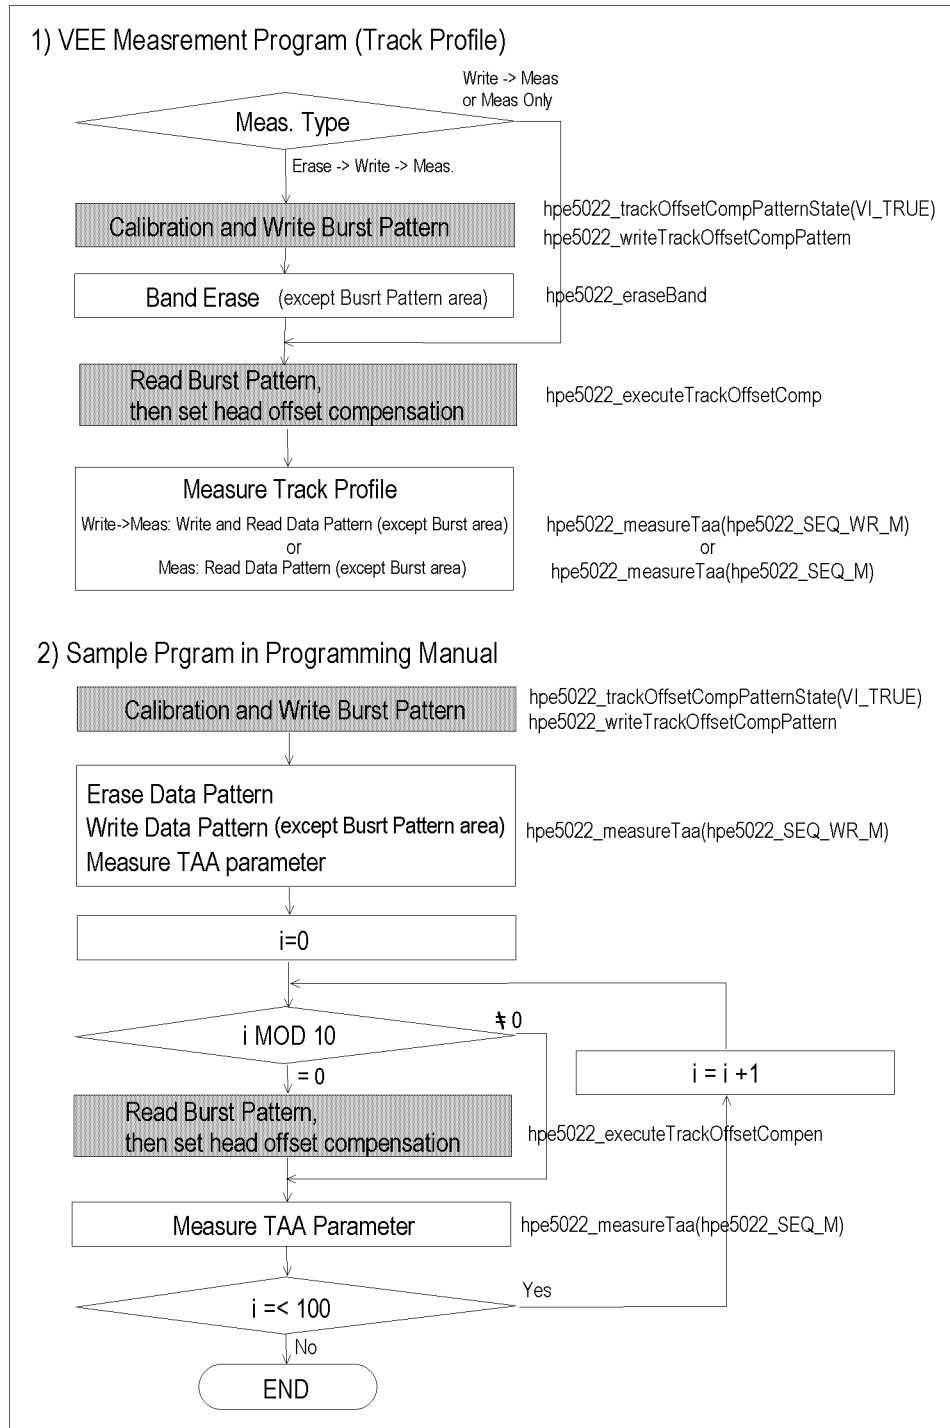 1) VEE Measrement Program (Track Profile)
Write -> Meas
or Meas Only
Meas. Type
Erase -> Write -> Meas.
Calibration and Write Burst Pattern
hpe5022_trackOffsetCompPatternState(VI_TRUE)
hpe5022_writeTrackOffsetCompPattern
Band Erase (except Busrt Pattern area)
hpe5022_eraseBand
Read Burst Pattern,
then set head offset compensation
hpe5022_executeTrackOffsetComp
Measure Track Profile
Write->Meas: Write and Read Data Pattern (except Burst area)
or
Meas: Read Data Pattern (except Burst area)
hpe5022_measureTaa(hpe5022_SEQ_WR_M)
or
hpe5022_measureTaa(hpe5022_SEQ_M)
2) Sample Prgram in Programming Manual
Calibration and Write Burst Pattern
hpe5022_trackOffsetCompPatternState(VI_TRUE)
hpe5022_writeTrackOffsetCompPattern
Erase Data Pattern
Write Data Pattern (except Busrt Pattern area)
Measure TAA parameter
hpe5022_measureTaa(hpe5022_SEQ_WR_M)
i=0
i MOD 10
≠ 0
= 0
i = i +1
Read Burst Pattern,
then set head offset compensation
hpe5022_executeTrackOffsetCompen
Measure TAA Parameter
hpe5022_measureTaa(hpe5022_SEQ_M)
i =< 100
Yes
No
END